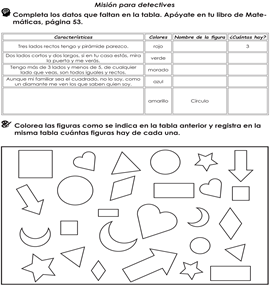 Misión para detectives
Completa los datos que faltan en la tabla. Apóyate en tu libro de Mate-
máticas, página 53.
Características Colores Nombre de la figura ¿Cuántos hay?
Tres lados rectos tengo y pirámide parezco. rojo 3
Dos lados cortos y dos largos, si en tu casa estás, mira
la puerta y me verás. verde
Tengo más de 3 lados y menos de 5, de cualquier
lado que veas, son todos iguales y rectos. morado
Aunque mi familiar sea el cuadrado, no lo soy, como
un diamante me ven los que saben quien soy. azul
amarillo Círculo
Colorea las figuras como se indica en la tabla anterior y registra en la
misma tabla cuántas figuras hay de cada una.